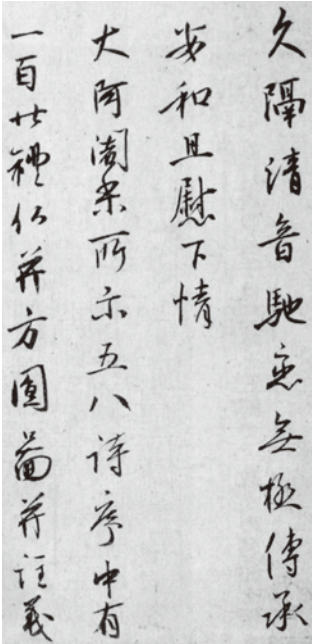 久隔清音馳恋無極傳承
安和且慰下情
大阿闍梨所示五八詩序中有
一百廿禮仏并方圓圖并註義